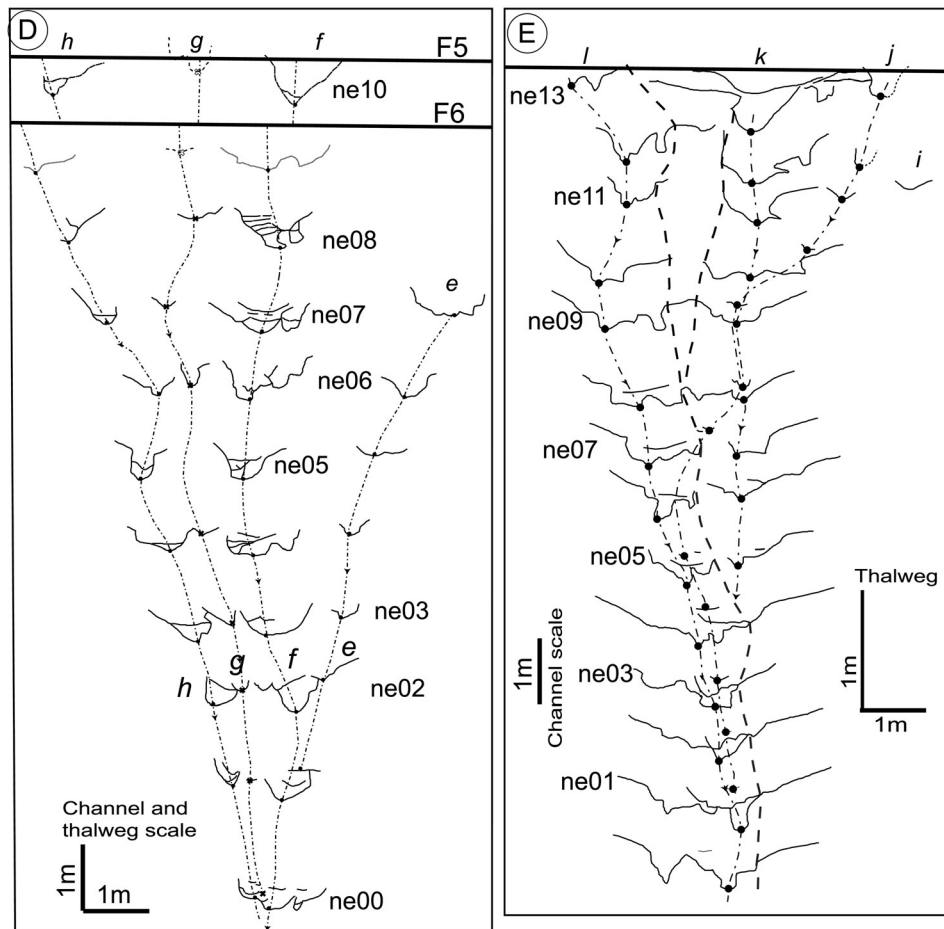 D
h g f
F5
ne10
F6
ne08
e
ne07
ne06
ne05
ne03
e
f
g
h
ne02
Channel and
thalweg scale
1m
1m
ne00
E
l k j
ne13
i
ne11
ne09
ne07
ne05
Thalweg
1m
Channel scale
1m
1m
ne03
ne01